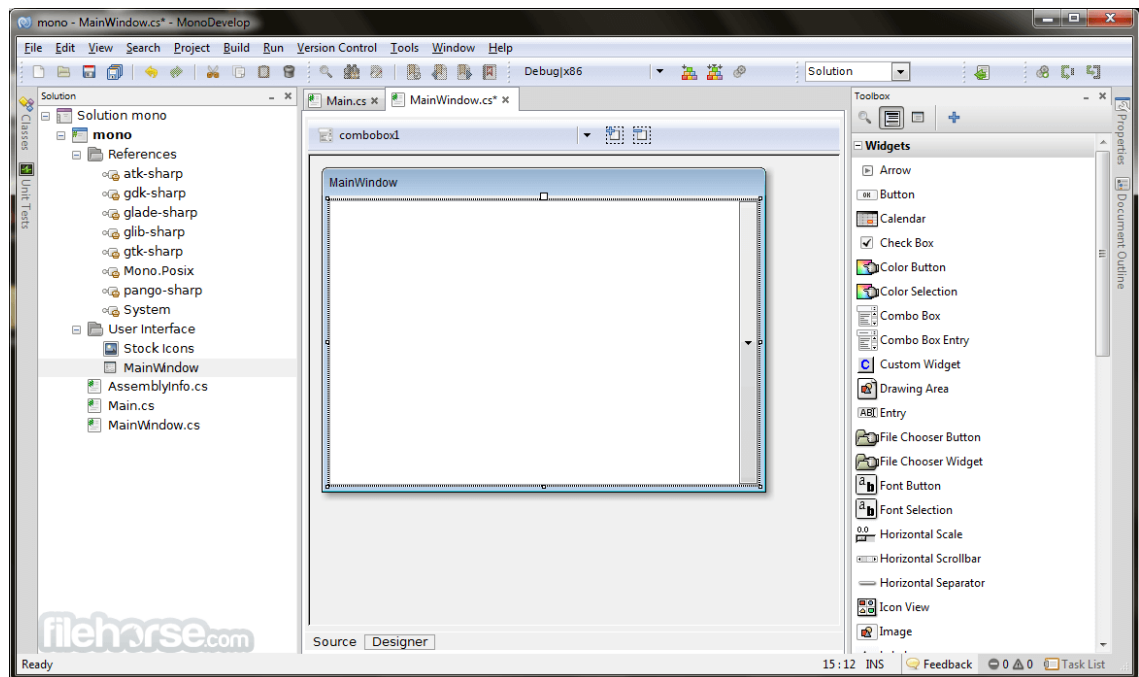 mono - MainWindow.cs* - MonoDevelop
File Edit View Search Project Build Run Version Control Tools Window Help
Debug|x86
Solution
Solution
Classes
Unit Tests
Solution mono
mono
References
atk-sharp
gdk-sharp
glade-sharp
glib-sharp
gtk-sharp
Mono.Posix
pango-sharp
System
User Interface
Stock Icons
MainWindow
AssemblyInfo.cs
Main.cs
MainWindow.cs
Main.cs
MainWindow.cs*
combobox1
MainWindow
Source Designer
Toolbox
Widgets
Arrow
OK Button
Calendar
Check Box
Color Button
Color Selection
Combo Box
Combo Box Entry
C Custom Widget
Drawing Area
ABI Entry
File Chooser Button
File Chooser Widget
a b Font Button
a b Font Selection
0.0 Horizontal Scale
Horizontal Scrollbar
Horizontal Separator
Icon View
Image
Properties
Document Outline
filehorse.com
Ready
15 : 12 INS Feedback 0 0 Task List